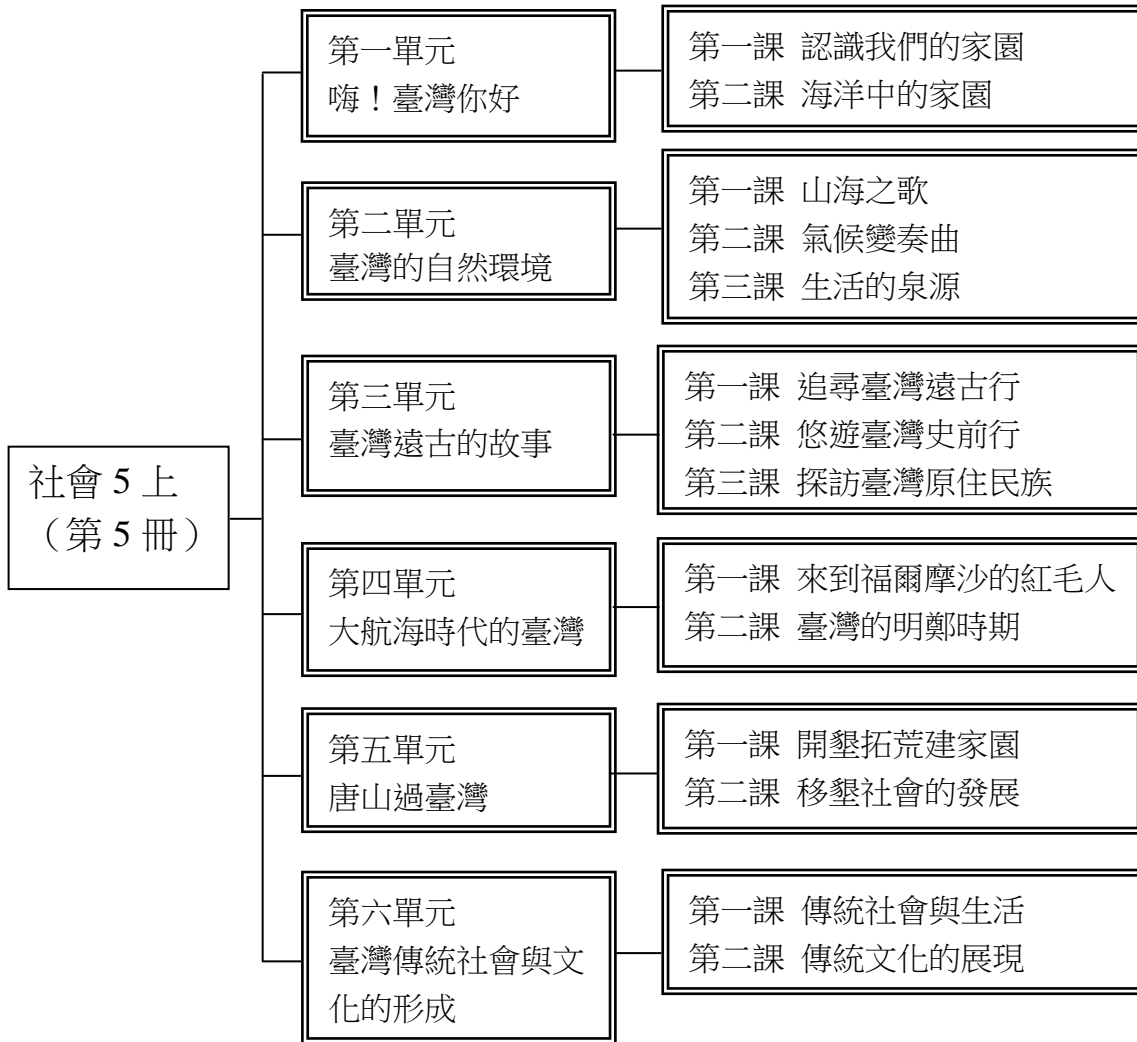 社會 5 上
（第 5 冊）
第一單元
嗨！臺灣你好
第一課 認識我們的家園
第二課 海洋中的家園
第二單元
臺灣的自然環境
第一課 山海之歌
第二課 氣候變奏曲
第三課 生活的泉源
第三單元
臺灣遠古的故事
第一課 追尋臺灣遠古行
第二課 悠遊臺灣史前行
第三課 探訪臺灣原住民族
第四單元
大航海時代的臺灣
第一課 來到福爾摩沙的紅毛人
第二課 臺灣的明鄭時期
第五單元
唐山過臺灣
第一課 開墾拓荒建家園
第二課 移墾社會的發展
第六單元
臺灣傳統社會與文
化的形成
第一課 傳統社會與生活
第二課 傳統文化的展現